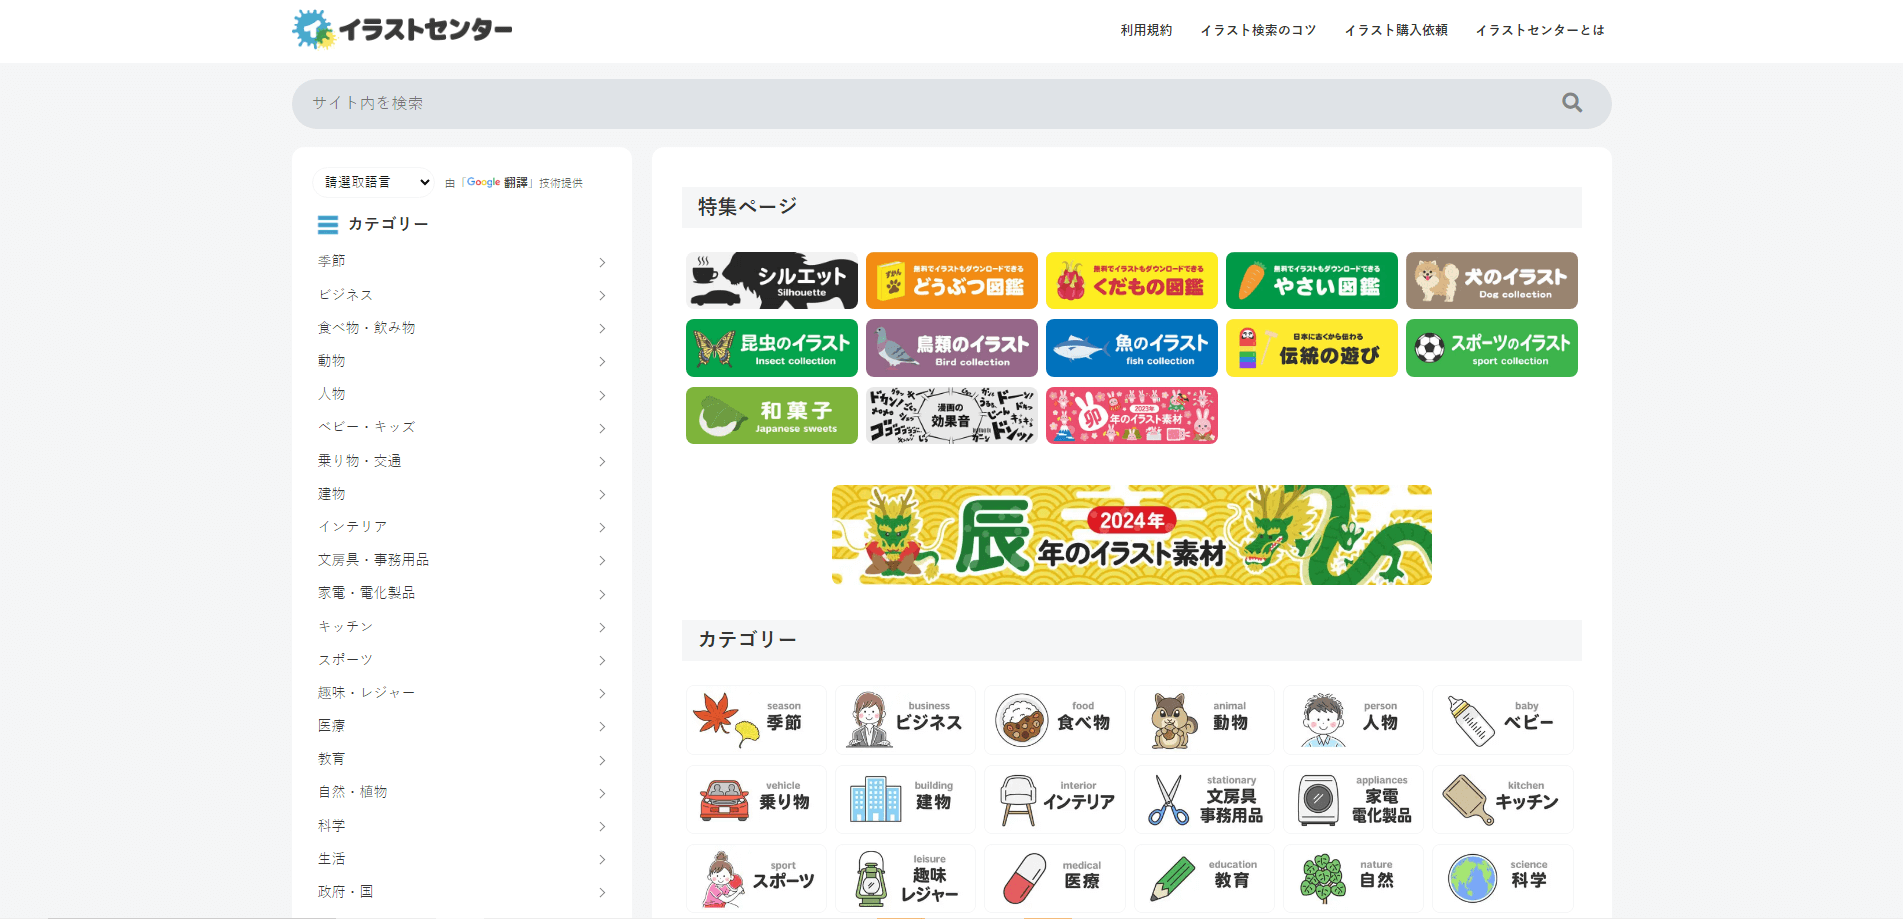 イラストセンター
利用規約
イラスト検索のコツ
イラスト購入依頼
イラストセンターとは
サイト内を検索
請選取語言
由「Google 翻譯」技術提供
カテゴリー
季節
ビジネス
食べ物・飲み物
動物
人物
ベビー・キッズ
乗り物・交通
建物
インテリア
文房具・事務用品
家電・電化製品
キッチン
スポーツ
趣味・レジャー
医療
教育
自然・植物
科学
生活
政府・国
特集ページ
シルエット
Silhouette
ずかん
無料でイラストもダウンロードできる
どうぶつ図鑑
無料でイラストもダウンロードできる
くだもの図鑑
無料でイラストもダウンロードできる
やさい図鑑
犬のイラスト
Dog collection
昆虫のイラスト
Insect collection
鳥類のイラスト
Bird collection
魚のイラスト
fish collection
日本に古くから伝わる
伝統の遊び
スポーツのイラスト
sport collection
和菓子
Japanese sweets
漫画の
効果音
2023年
卯
年のイラスト素材
2024年
辰
年のイラスト素材
カテゴリー
season
季節
business
ビジネス
food
食べ物
animal
動物
person
人物
baby
ベビー
vehicle
乗り物
building
建物
interior
インテリア
stationary
文房具
事務用品
appliances
家電
電化製品
kitchen
キッチン
sport
スポーツ
leisure
趣味
レジャー
medical
医療
education
教育
nature
自然
science
科学